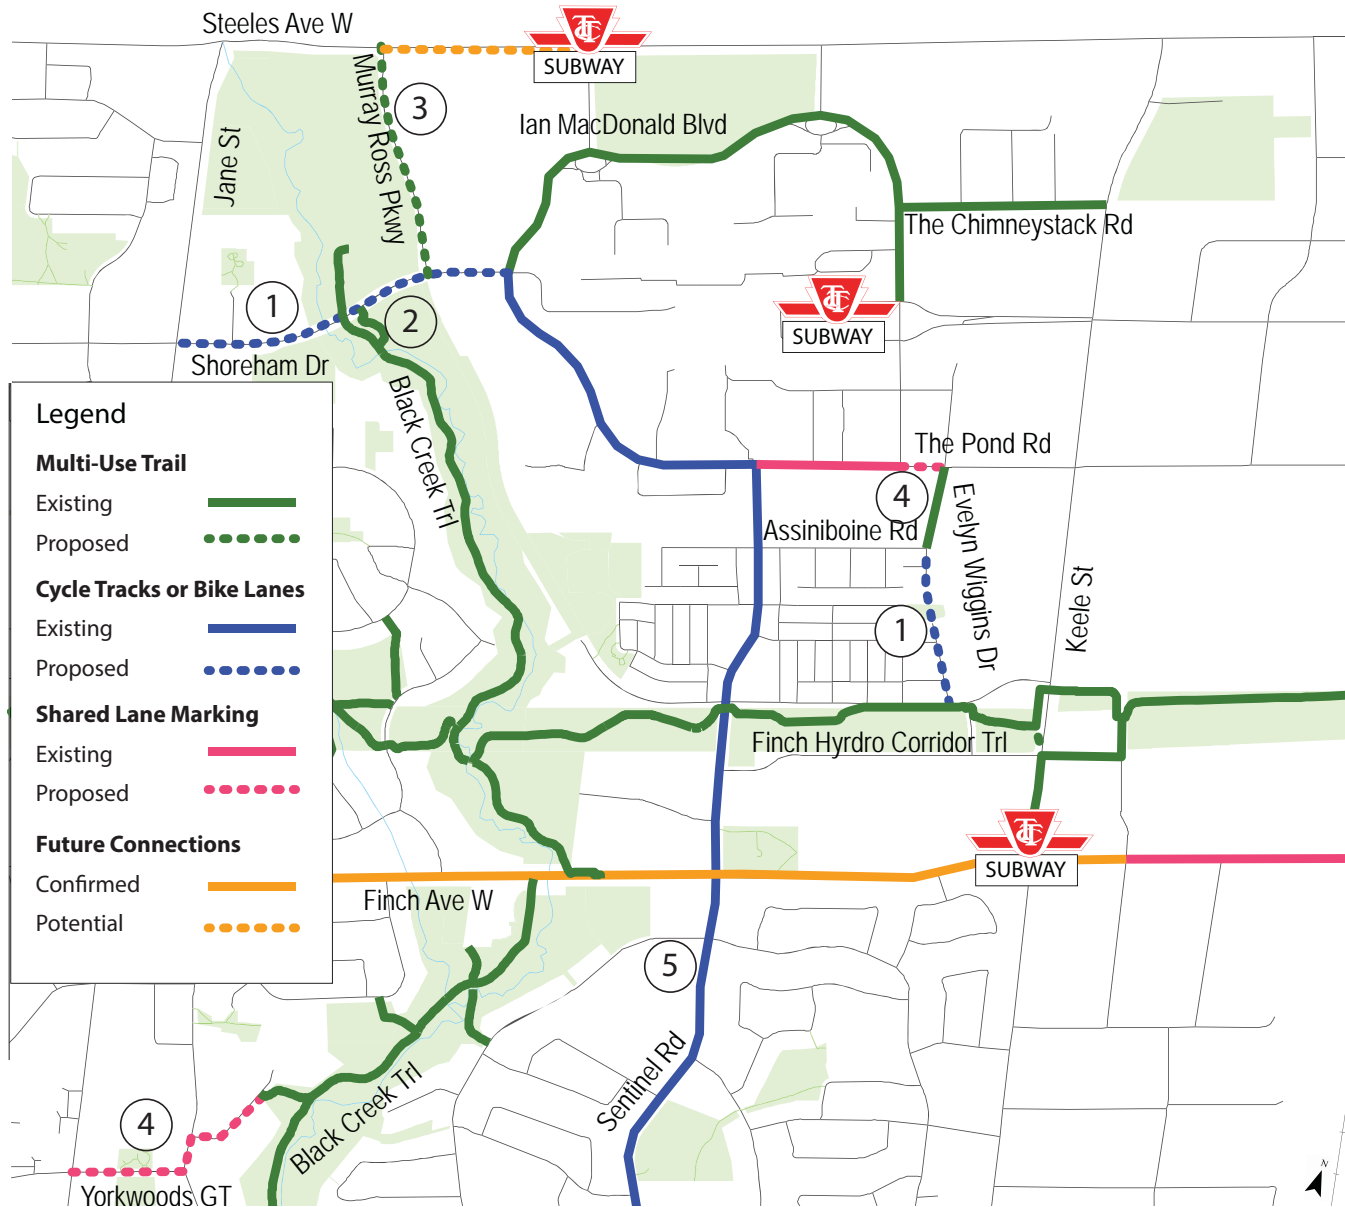 Steeles Ave W
TTC
SUBWAY
Murray Ross Pkwy
3
Ian MacDonald Blvd
Jane St
The Chimneystack Rd
TTC
SUBWAY
1
2
Shoreham Dr
Black Creek Trl
Legend
Multi-Use Trail
Existing
Proposed
Cycle Tracks or Bike Lanes
Existing
Proposed
Shared Lane Marking
Existing
Proposed
Future Connections
Confirmed
Potential
The Pond Rd
4
Assiniboine Rd
Evelyn Wiggins Dr
Keele St
1
Finch Hyrdro Corridor Trl
TTC
SUBWAY
Finch Ave W
5
Sentinel Rd
Black Creek Trl
4
Yorkwoods GT
N